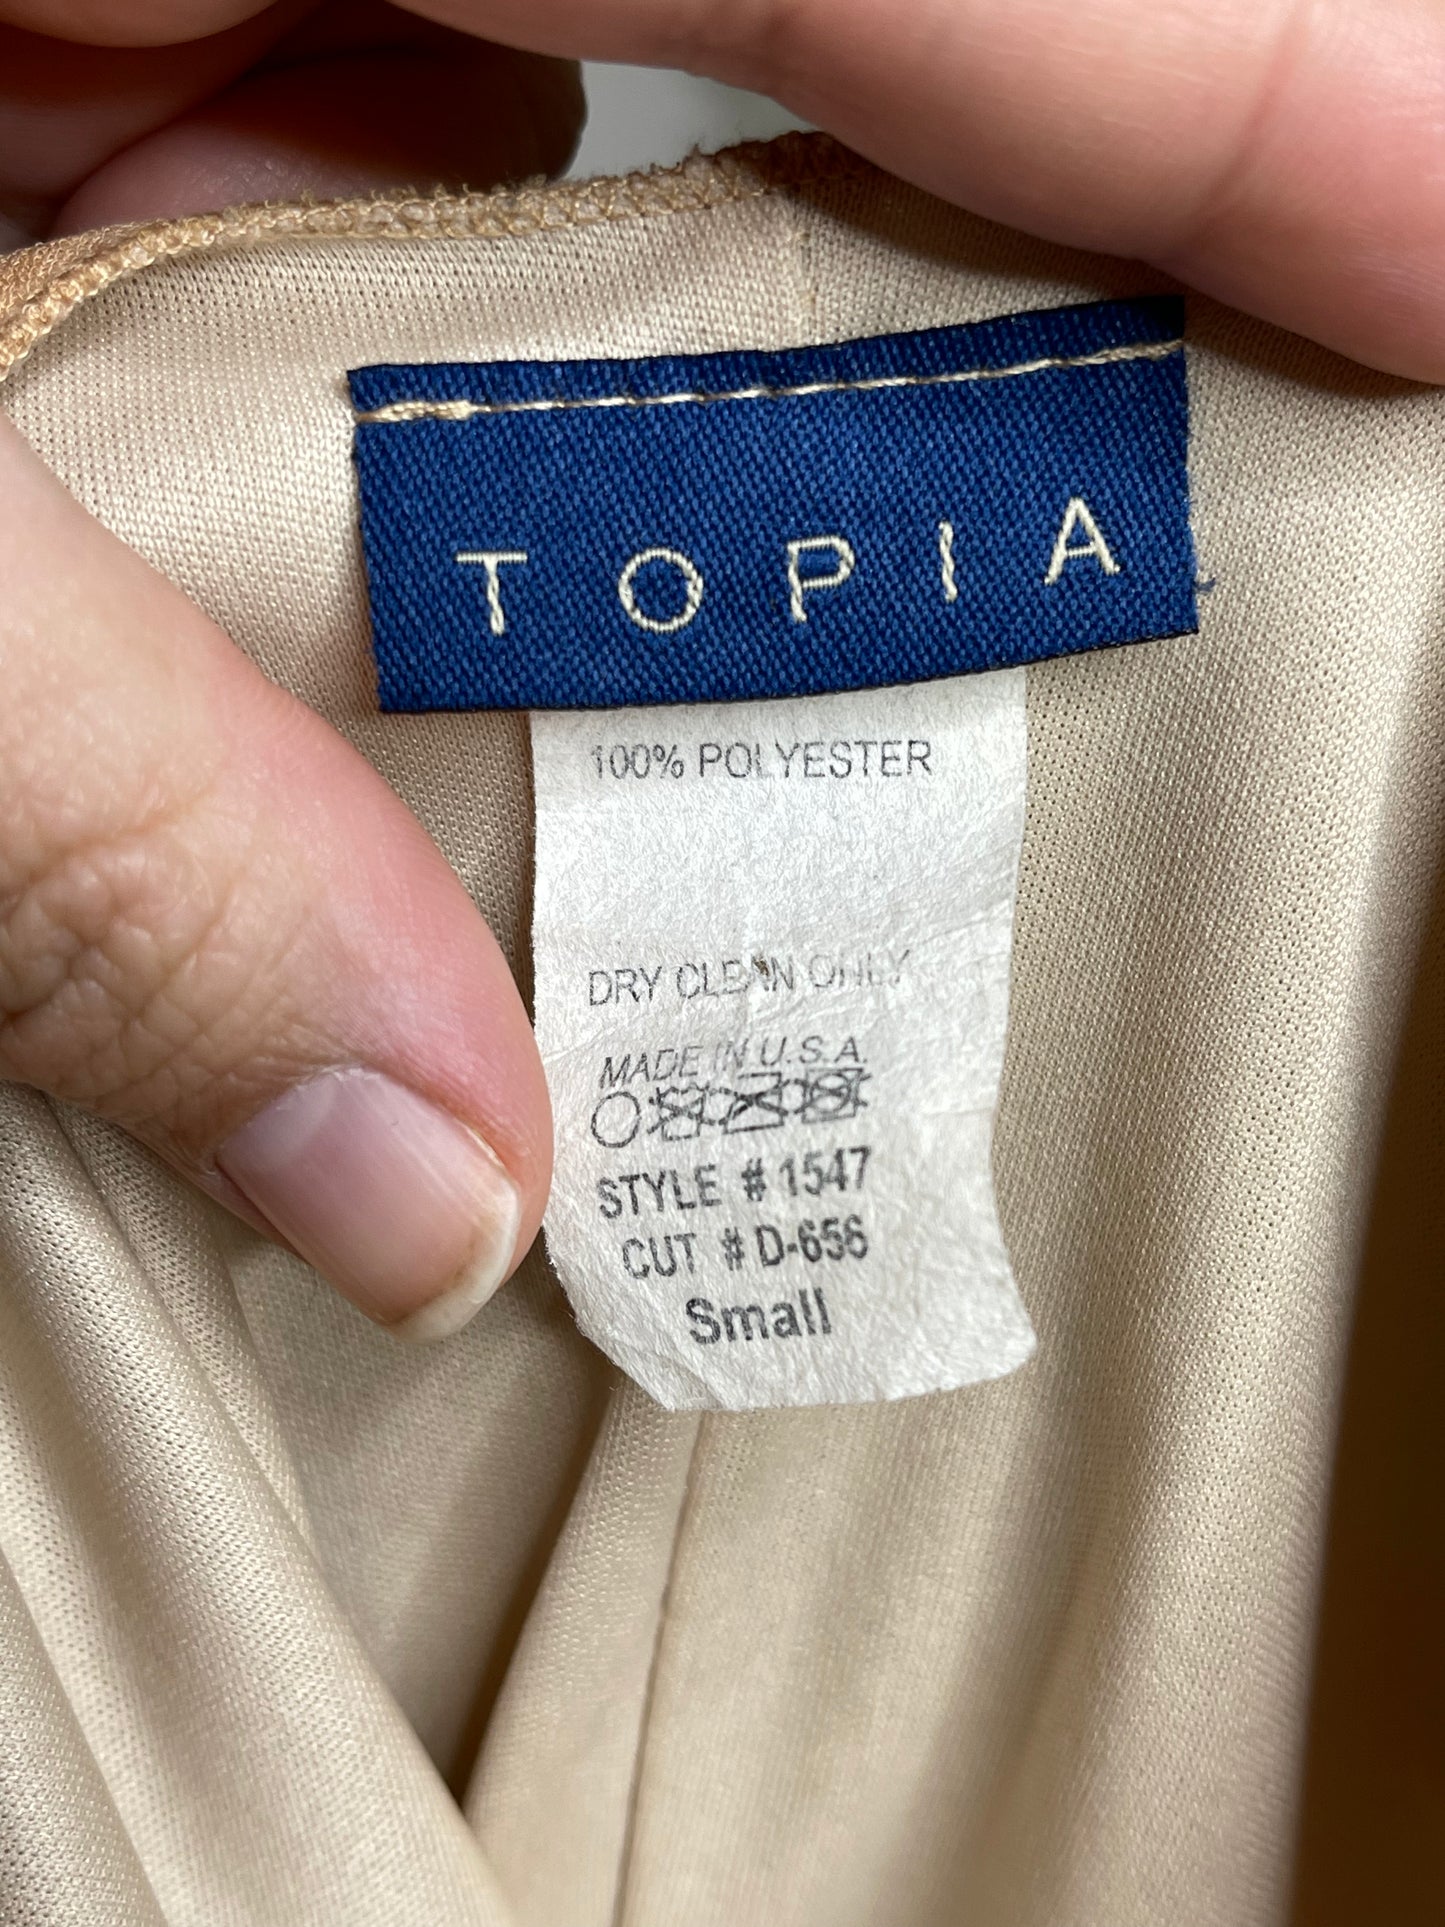 TOPIA
100% POLYESTER
DRY CLEAN ONLY
MADE IN U.S.A.
STYLE # 1547
CUT # D-656
Small